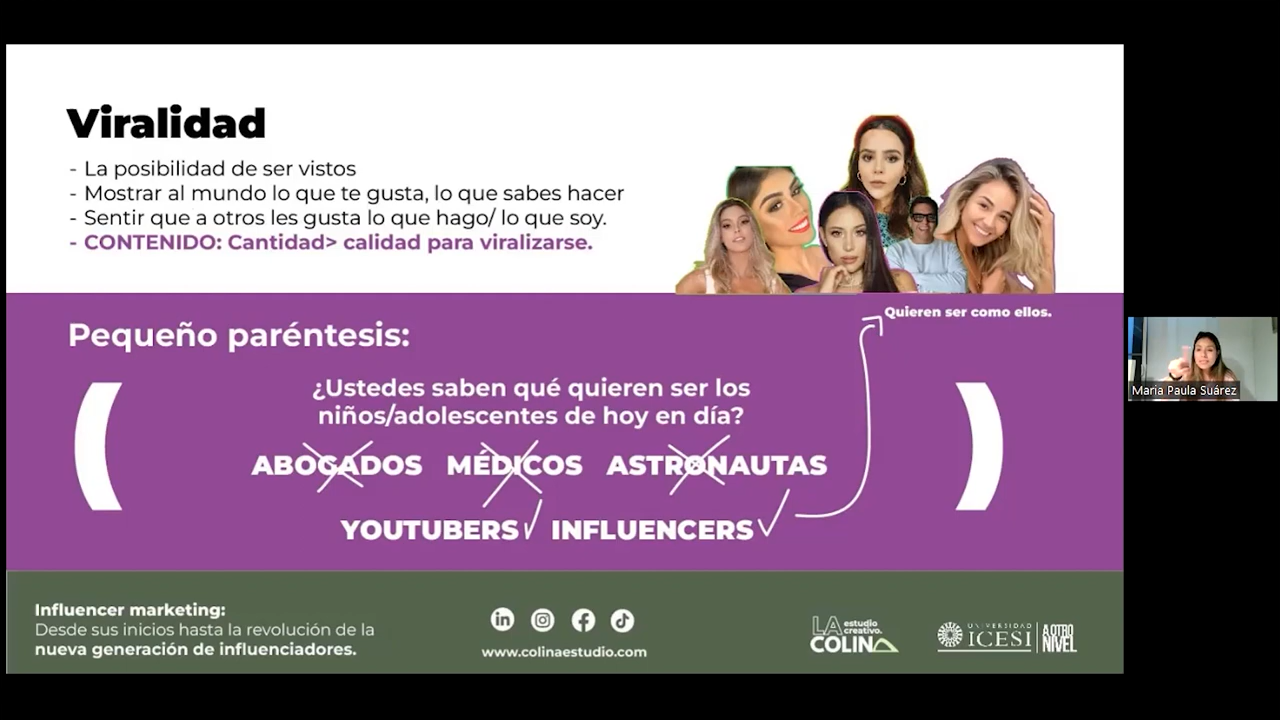 Viralidad
- La posibilidad de ser vistos
- Mostrar al mundo lo que te gusta, lo que sabes hacer
- Sentir que a otros les gusta lo que hago/ lo que soy.
- CONTENIDO: Cantidad> calidad para viralizarse.
Quieren ser como ellos.
Pequeño paréntesis:
( ¿Ustedes saben qué quieren ser los
niños/adolescentes de hoy en día? )
ABOGADOS MÉDICOS ASTRONAUTAS
YOUTUBERS INFLUENCERS
Maria Paula Suárez
Influencer marketing:
Desde sus inicios hasta la revolución de la
nueva generación de influenciadores.
in
www.colinaestudio.com
LA estudio creativo.
COLINA
UNIVERSIDAD
ICESI
A OTRO
NIVEL